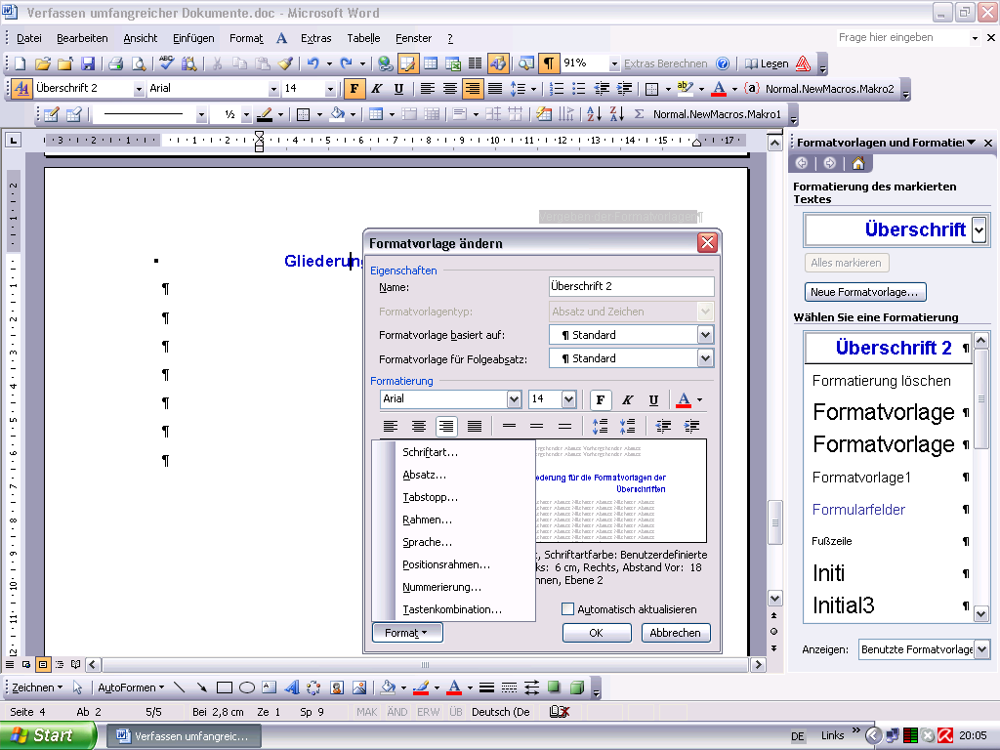 Verfassen umfangreicher Dokumente.doc - Microsoft Word
Datei Bearbeiten Ansicht Einfügen Format Extras Tabelle Fenster ? Frage hier eingeben
91% Extras Berechnen Lesen
Überschrift 2 Arial 14 F K U Normal.NewMacros.Makro2
½ Normal.NewMacros.Makro1
Formatvorlagen und Formatier
Formatierung des markierten
Textes
Überschrift
Alles markieren
Neue Formatvorlage...
Wählen Sie eine Formatierung
Überschrift 2 ¶
Formatierung löschen
Formatvorlage ¶
Formatvorlage ¶
Formatvorlage1 ¶
Formularfelder ¶
Fußzeile ¶
Initi ¶
Initial3 ¶
Anzeigen: Benutzte Formatvorlage
Vergeben der Formatvorlagen¶
Gliederung
¶
¶
¶
¶
¶
¶
¶
Formatvorlage ändern
Eigenschaften
Name: Überschrift 2
Formatvorlagentyp: Absatz und Zeichen
Formatvorlage basiert auf: ¶ Standard
Formatvorlage für Folgeabsatz: ¶ Standard
Formatierung
Arial 14 F K U A
Schriftart...
Absatz...
Tabstopp...
Rahmen...
Sprache...
Positionsrahmen...
Nummerierung...
Tastenkombination...
ederung für die Formatvorlagen der
Überschriften
, Schriftartfarbe: Benutzerdefinierte
ks: 6 cm, Rechts, Abstand Vor: 18
nnen, Ebene 2
Automatisch aktualisieren
Format OK Abbrechen
Zeichnen AutoFormen
Seite 4 Ab 2 5/5 Bei 2,8 cm Ze 1 Sp 9 MAK ÄND ERW ÜB Deutsch (De
Start Verfassen umfangreic... DE Links » 20:05